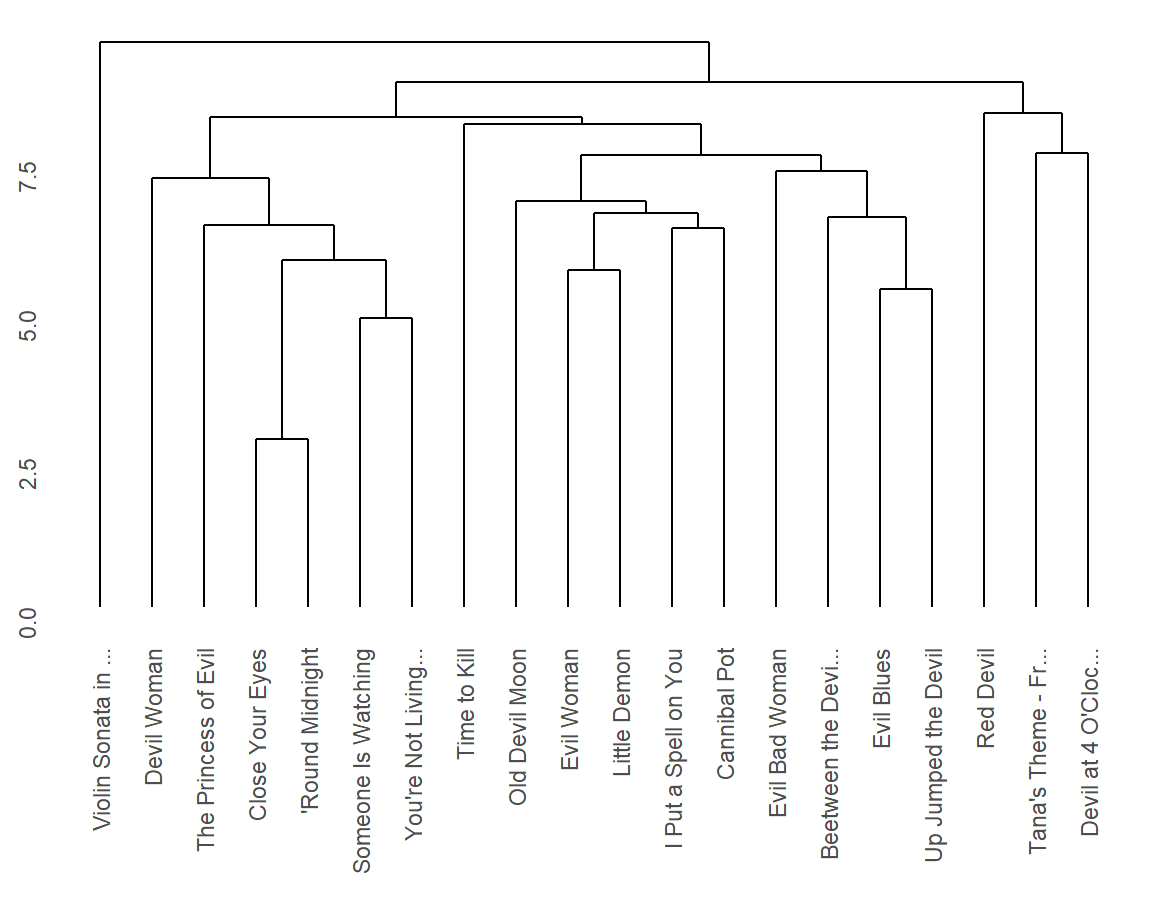 7.5
5.0
2.5
0.0
Violin Sonata in ...
Devil Woman
The Princess of Evil
Close Your Eyes
'Round Midnight
Someone Is Watching
You're Not Living...
Time to Kill
Old Devil Moon
Evil Woman
Little Demon
I Put a Spell on You
Cannibal Pot
Evil Bad Woman
Beetween the Devi...
Evil Blues
Up Jumped the Devil
Red Devil
Tana's Theme - Fr...
Devil at 4 O'Cloc...